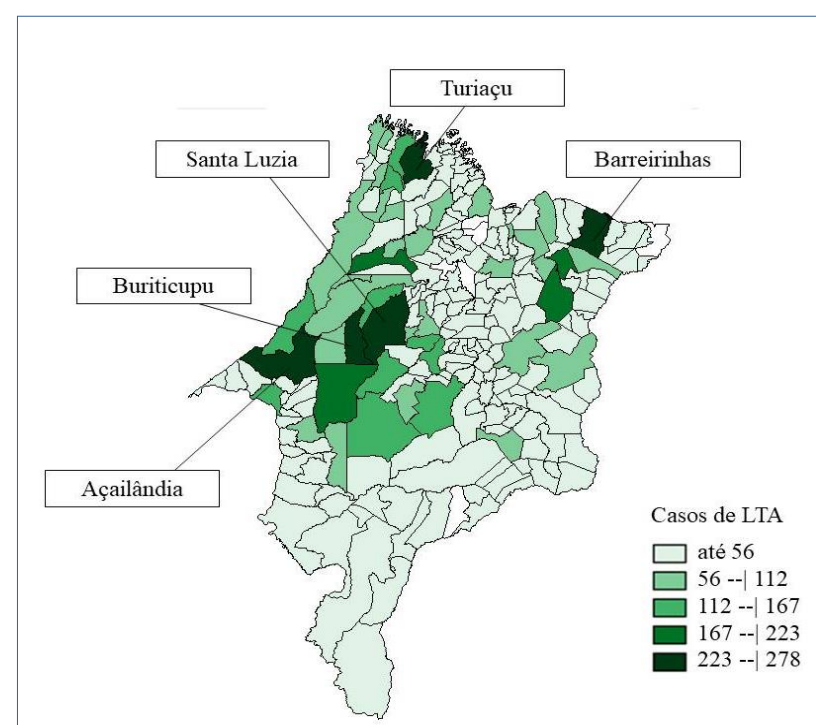 Turiaçu
Santa Luzia
Barreirinhas
Buriticupu
Açailândia
Casos de LTA
até 56
56 --| 112
112 --| 167
167 --| 223
223 --| 278